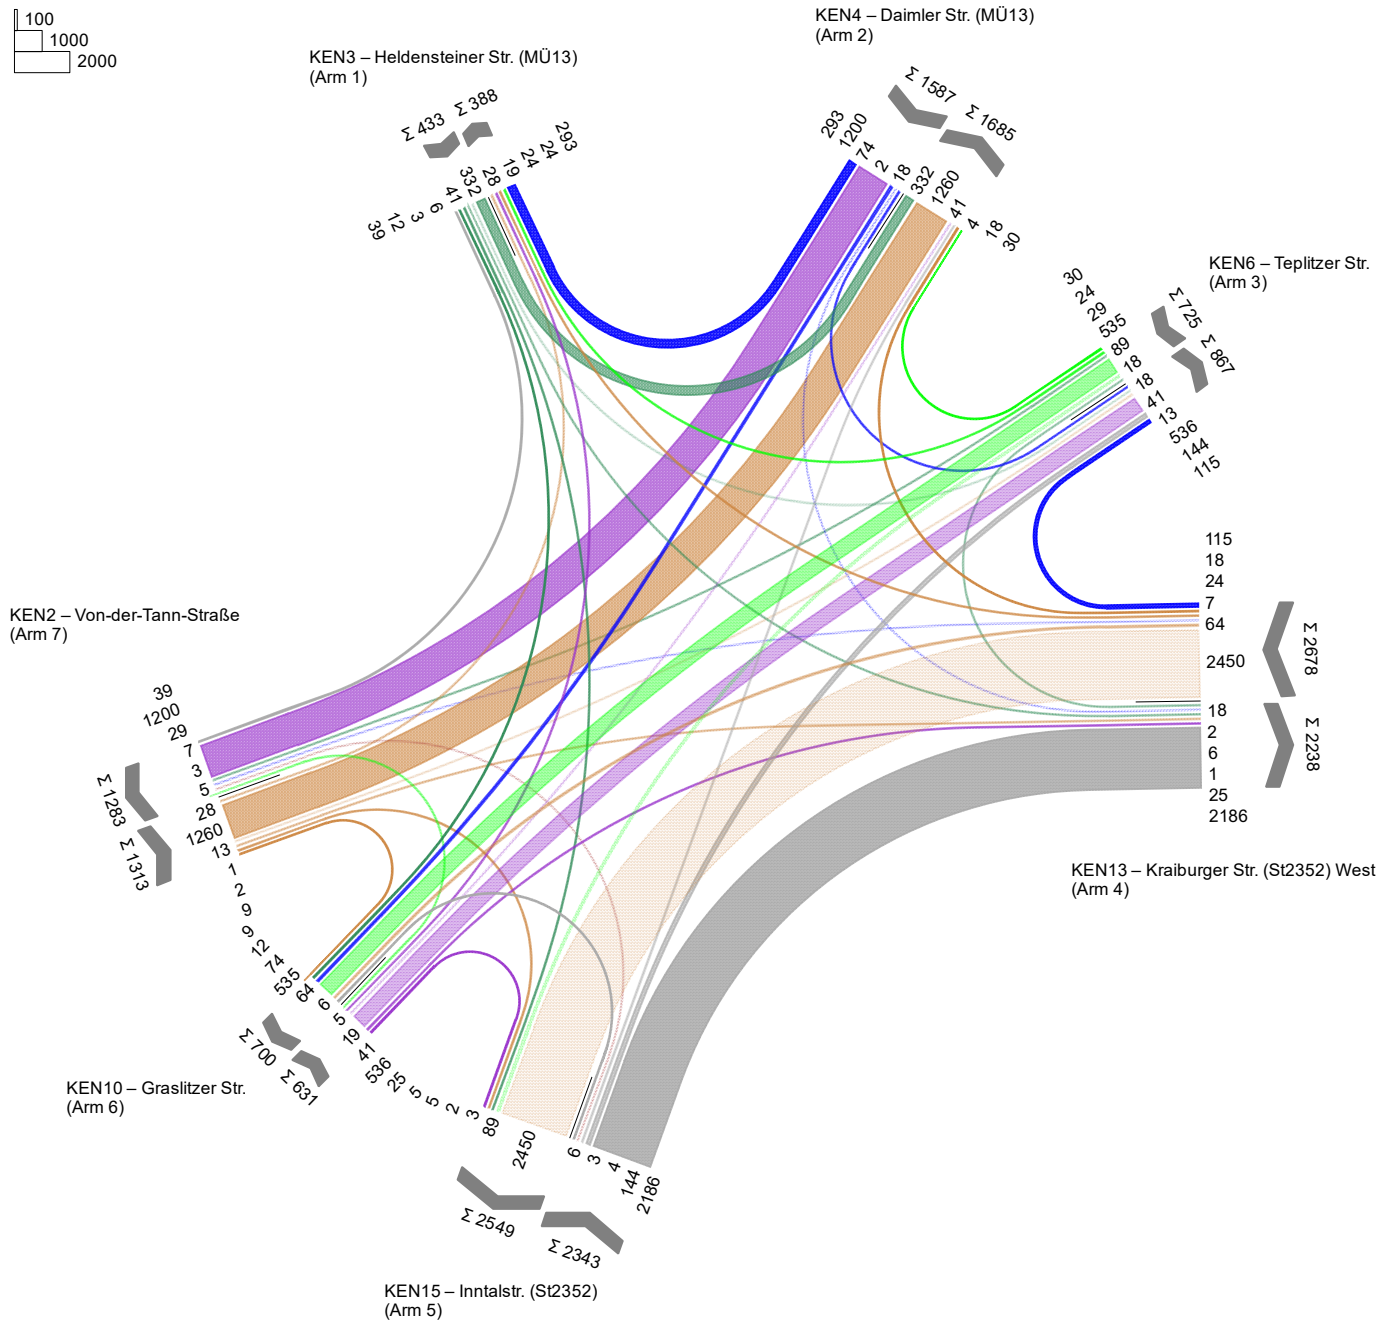 100
1000
2000
KEN3 – Heldensteiner Str. (MÜ13)
(Arm 1)
Σ 433
Σ 388
39
12
3
6
41
332
28
19
24
24
293
KEN4 – Daimler Str. (MÜ13)
(Arm 2)
Σ 1587
Σ 1685
293
1200
74
2
18
332
1260
41
4
18
30
KEN6 – Teplitzer Str.
(Arm 3)
Σ 725
Σ 867
30
24
29
535
89
18
18
41
13
536
144
115
115
18
24
7
64
2450
18
2
6
1
25
2186
Σ 2678
Σ 2238
KEN13 – Kraiburger Str. (St2352) West
(Arm 4)
KEN2 – Von-der-Tann-Straße
(Arm 7)
39
1200
29
7
3
5
28
1260
13
1
2
9
Σ 1283
Σ 1313
9
12
74
535
64
6
5
19
41
536
25
5
Σ 700
Σ 631
KEN10 – Graslitzer Str.
(Arm 6)
5
2
3
89
2450
6
3
4
144
2186
Σ 2549
Σ 2343
KEN15 – Inntalstr. (St2352)
(Arm 5)